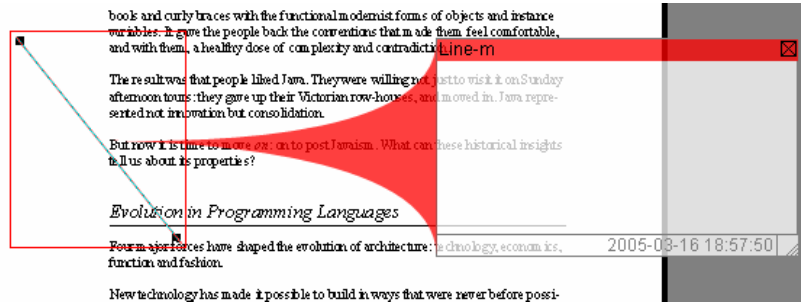 books and curly braces with the functional modernist forms of objects and instance
variables. It gave the people back the conventions that made them feel comfortable,
and with them, a healthy dose of complexity and contradicti
Line-m
The result was that people liked Java. They were willing not just to visit it on Sunday
afternoon tours: they gave up their Victorian row-houses, and moved in. Java repre-
sented not innovation but consolidation.
But now it is time to move on: on to post Javaism. What can these historical insights
tell us about its properties?
Evolution in Programming Languages
Four major forces have shaped the evolution of architecture: technology, economics,
2005-03-16 18:57:50
function and fashion.
New technology has made it possible to build in ways that were never before possi-